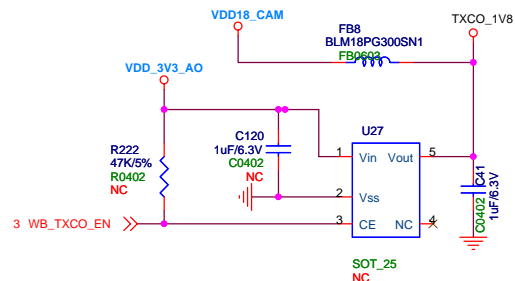 VDD18_CAM
FB8
BLM18PG300SN1
FB0603
TXCO_1V8
VDD_3V3_AO
R222
47K/5%
R0402
NC
C120
1uF/6.3V
C0402
NC
U27
1 Vin Vout 5
2 Vss
3 CE NC 4
C41
1uF/6.3V
C0402
3 WB_TXCO_EN
SOT_25
NC